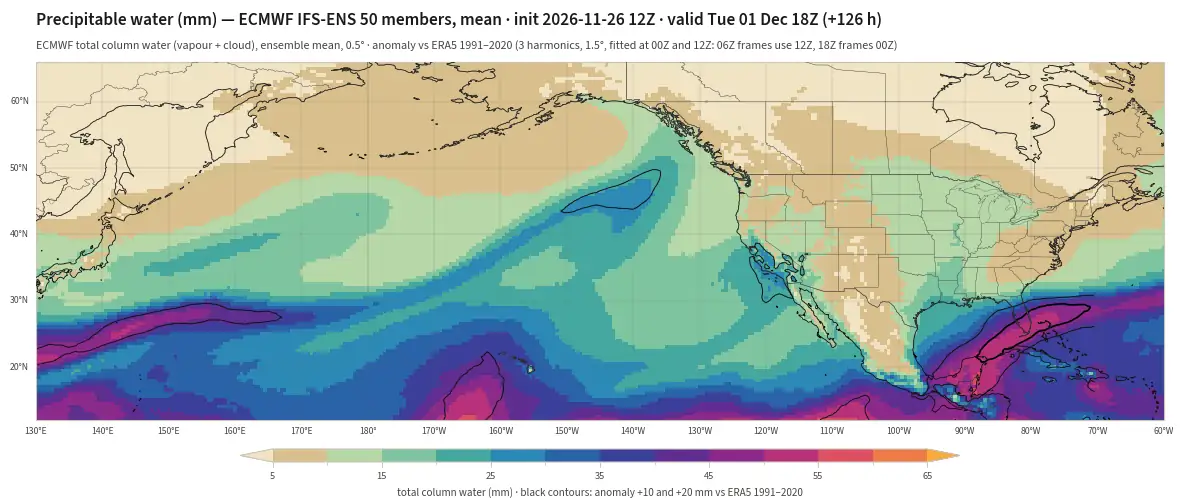 Precipitable water (mm) — ECMWF IFS-ENS 50 members, mean · init 2026-11-26 12Z · valid Tue 01 Dec 18Z (+126 h)
ECMWF total column water (vapour + cloud), ensemble mean, 0.5° · anomaly vs ERA5 1991–2020 (3 harmonics, 1.5°, fitted at 00Z and 12Z: 06Z frames use 12Z, 18Z frames 00Z)
60°N
50°N
40°N
30°N
20°N
130°E 140°E 150°E 160°E 170°E 180° 170°W 160°W 150°W 140°W 130°W 120°W 110°W 100°W 90°W 80°W 70°W 60°W
5 15 25 35 45 55 65
total column water (mm) · black contours: anomaly +10 and +20 mm vs ERA5 1991–2020